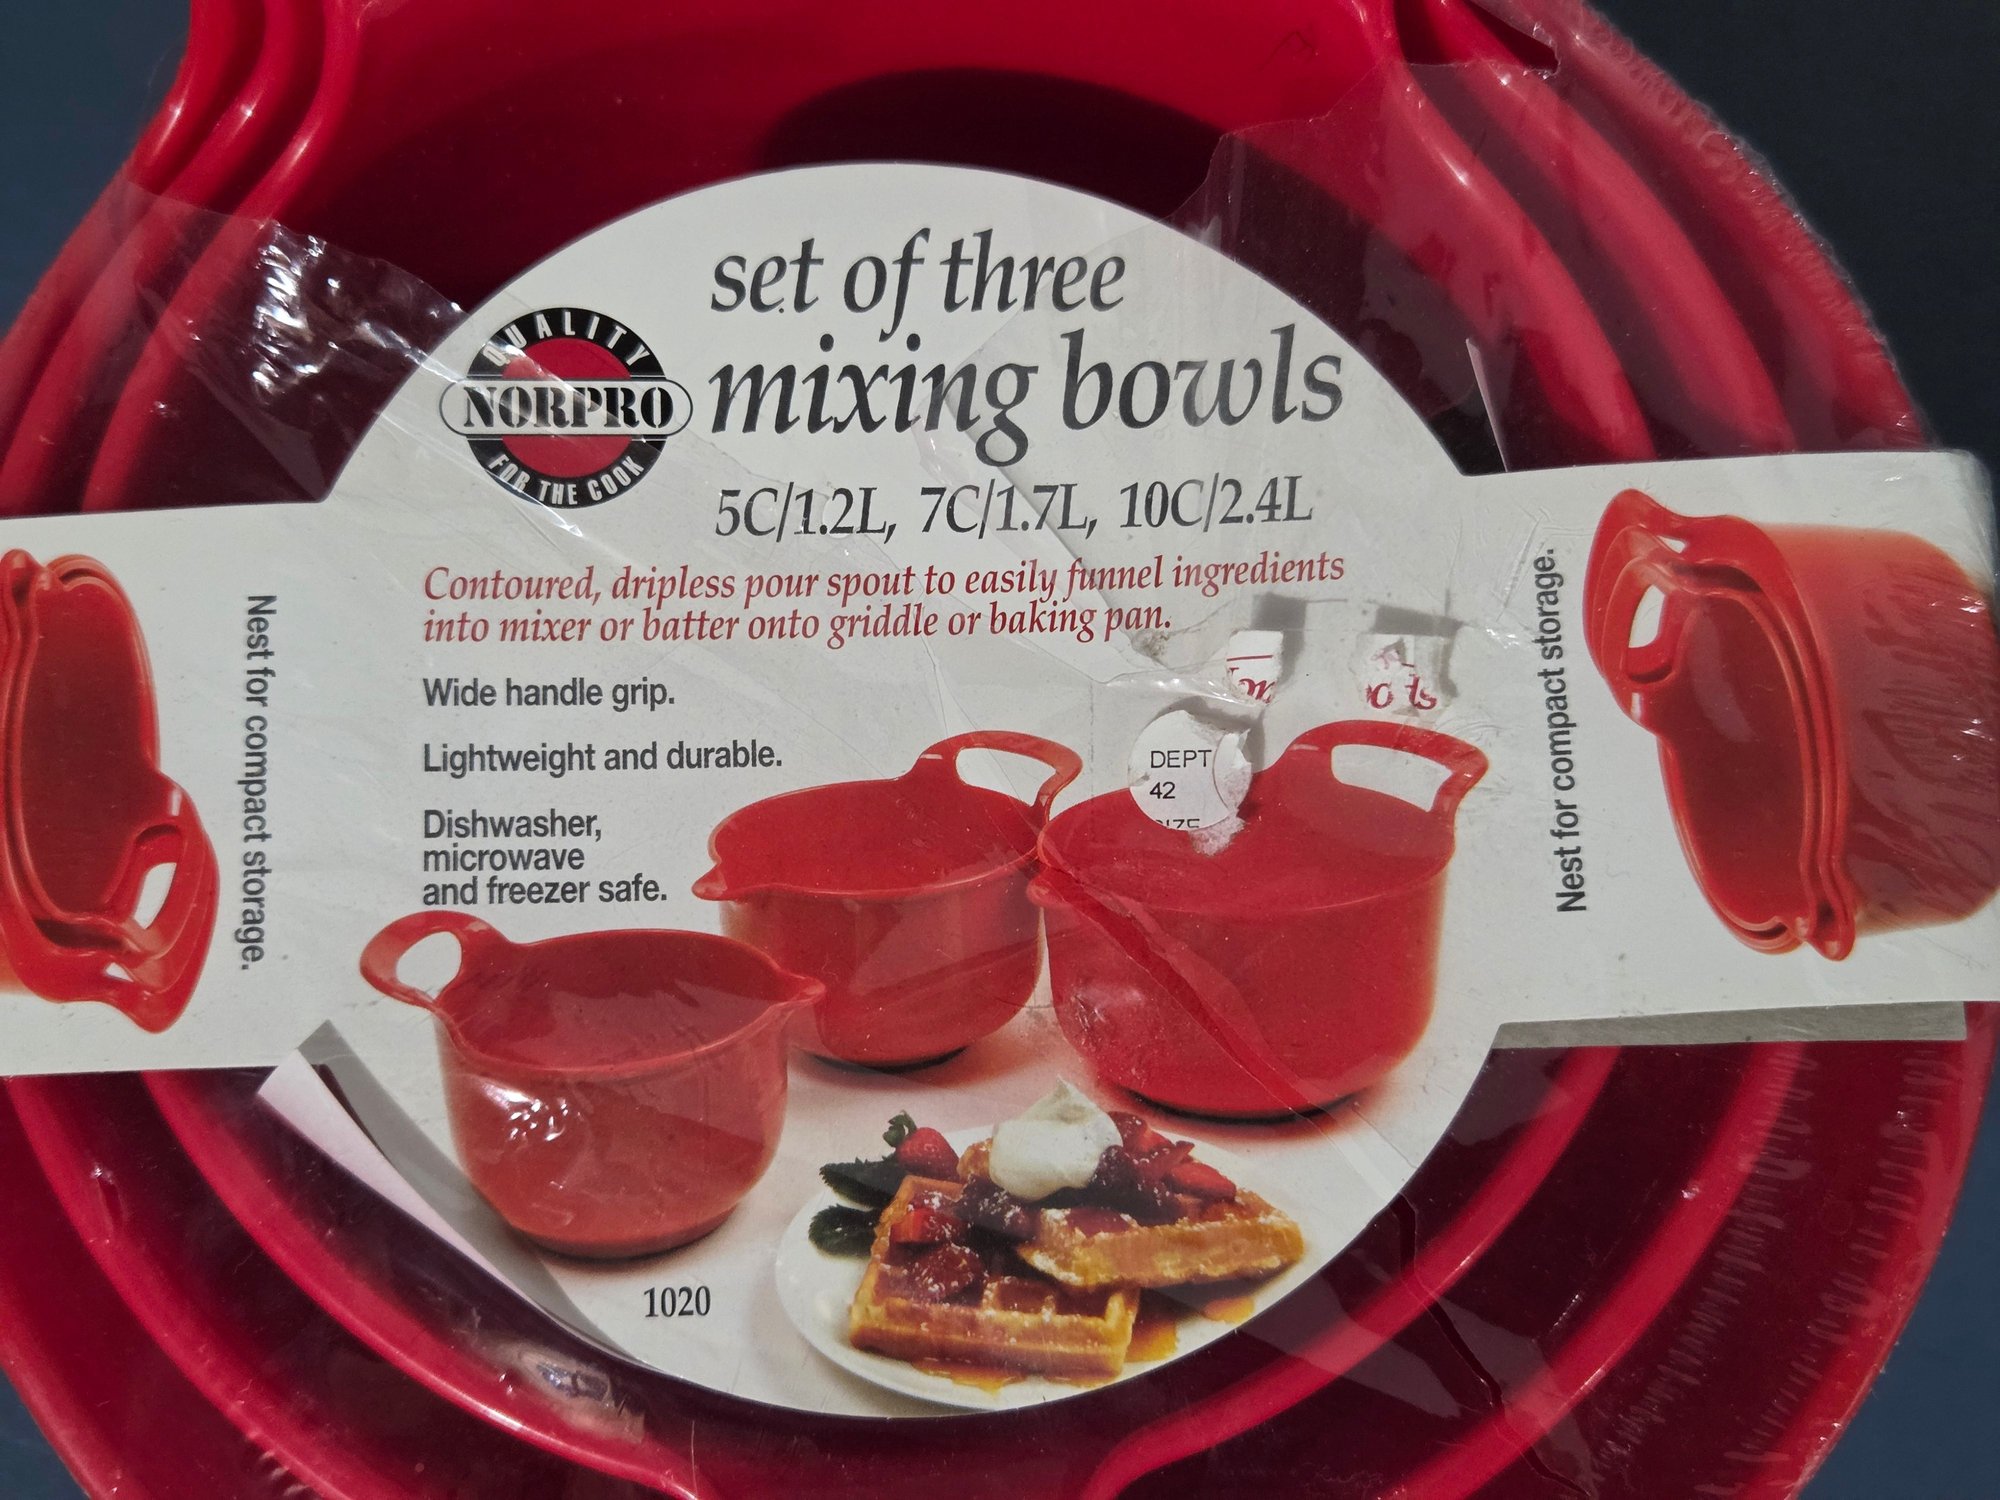 set of three
mixing bowls
QUALITY
NORPRO
FOR THE COOK
5C/1.2L, 7C/1.7L, 10C/2.4L
Contoured, dripless pour spout to easily funnel ingredients
into mixer or batter onto griddle or baking pan.
Wide handle grip.
Lightweight and durable.
Dishwasher,
microwave
and freezer safe.
DEPT
42
1020
Nest for compact storage.
Nest for compact storage.